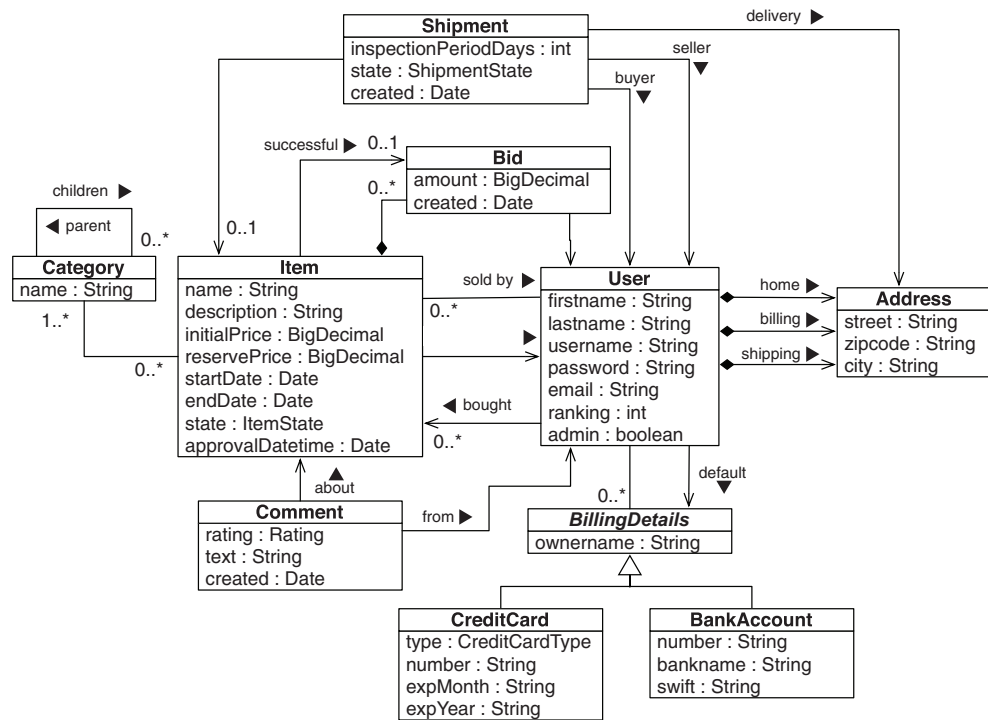 Shipment
inspectionPeriodDays : int
state : ShipmentState
created : Date
delivery ▶
seller
▼
buyer
▼
successful ▶
0..1
Bid
amount : BigDecimal
created : Date
0..*
children ▶
◀ parent
0..*
0..1
Category
name : String
1..*
0..*
Item
name : String
description : String
initialPrice : BigDecimal
reservePrice : BigDecimal
startDate : Date
endDate : Date
state : ItemState
approvalDatetime : Date
sold by ▶
0..*
▶
◀ bought
0..*
User
firstname : String
lastname : String
username : String
password : String
email : String
ranking : int
admin : boolean
home ▶
billing ▶
shipping ▶
Address
street : String
zipcode : String
city : String
▲
about
Comment
rating : Rating
text : String
created : Date
from ▶
0..*
default
▼
BillingDetails
ownername : String
CreditCard
type : CreditCardType
number : String
expMonth : String
expYear : String
BankAccount
number : String
bankname : String
swift : String